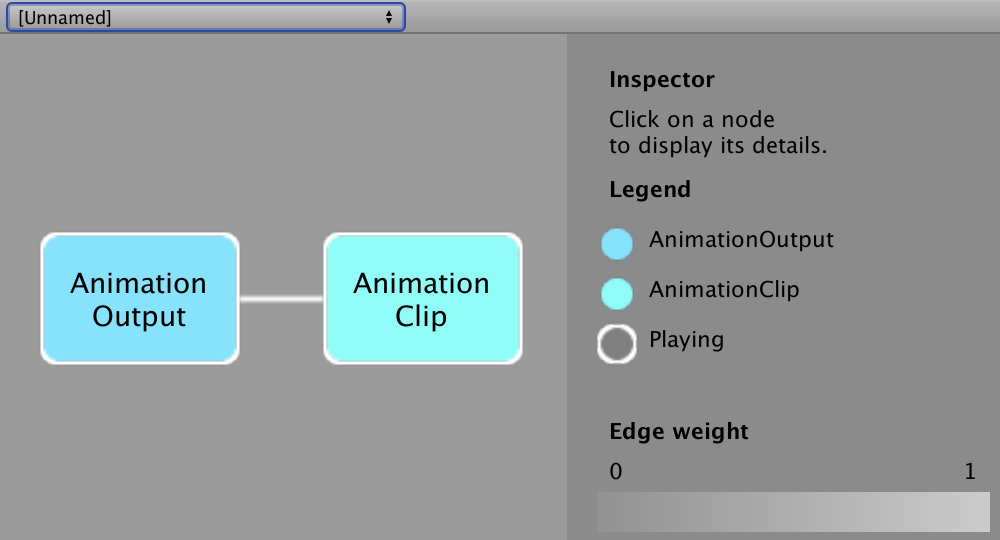 [Unnamed]
Animation
Output
Animation
Clip
Inspector
Click on a node
to display its details.
Legend
AnimationOutput
AnimationClip
Playing
Edge weight
0 1